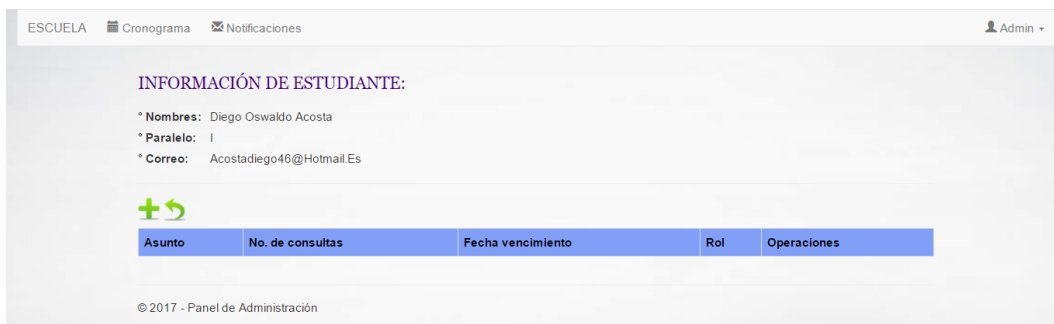 ESCUELA Cronograma Notificaciones Admin
INFORMACIÓN DE ESTUDIANTE:
° Nombres: Diego Oswaldo Acosta
° Paralelo: I
° Correo: Acostadiego46@Hotmail.Es
Asunto No. de consultas Fecha vencimiento Rol Operaciones
© 2017 - Panel de Administración